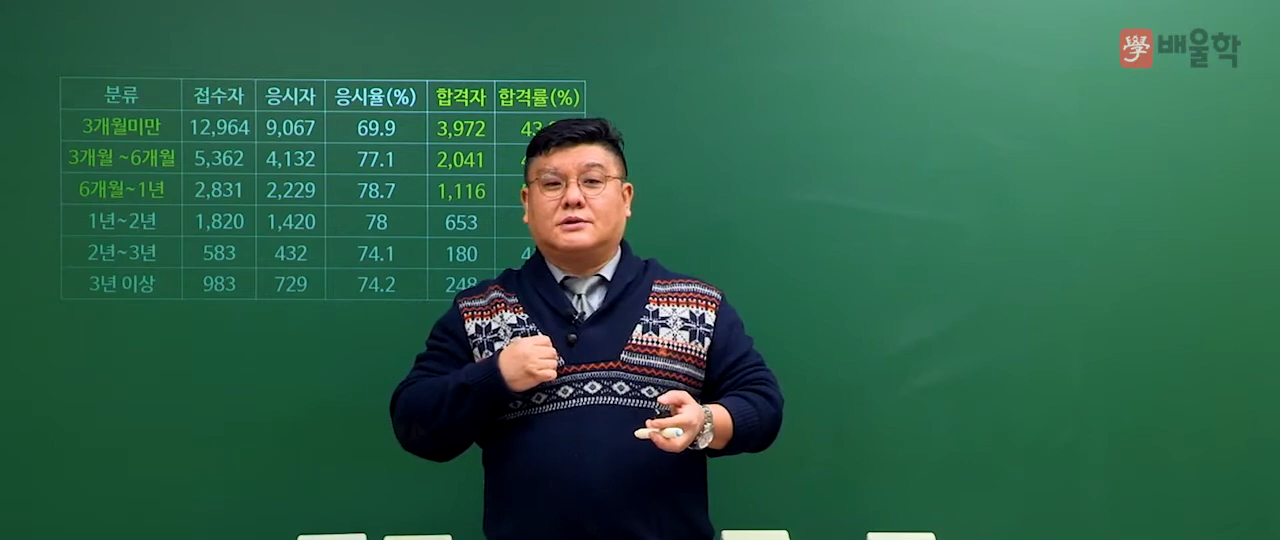 學배울학
분류 접수자 응시자 응시율(%) 합격자 합격률(%)
3개월미만 12,964 9,067 69.9 3,972
3개월 ~6개월 5,362 4,132 77.1 2,041
6개월~1년 2,831 2,229 78.7 1,116
1년~2년 1,820 1,420 78 653
2년~3년 583 432 74.1 180
3년 이상 983 729 74.2 248